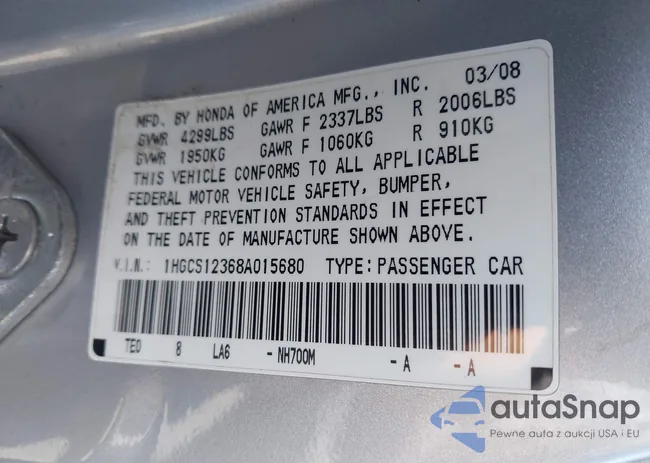 MFD. BY HONDA OF AMERICA MFG., INC. 03/08
GVWR 4299LBS GAWR F 2337LBS R 2006LBS
GVWR 1950KG GAWR F 1060KG R 910KG
THIS VEHICLE CONFORMS TO ALL APPLICABLE
FEDERAL MOTOR VEHICLE SAFETY, BUMPER,
AND THEFT PREVENTION STANDARDS IN EFFECT
ON THE DATE OF MANUFACTURE SHOWN ABOVE.
V.I.N.: 1HGCS12368A015680 TYPE: PASSENGER CAR
TE0 8 LA6 - NH700M - A - A
autaSnap
Pewne auta z aukcji USA i EU